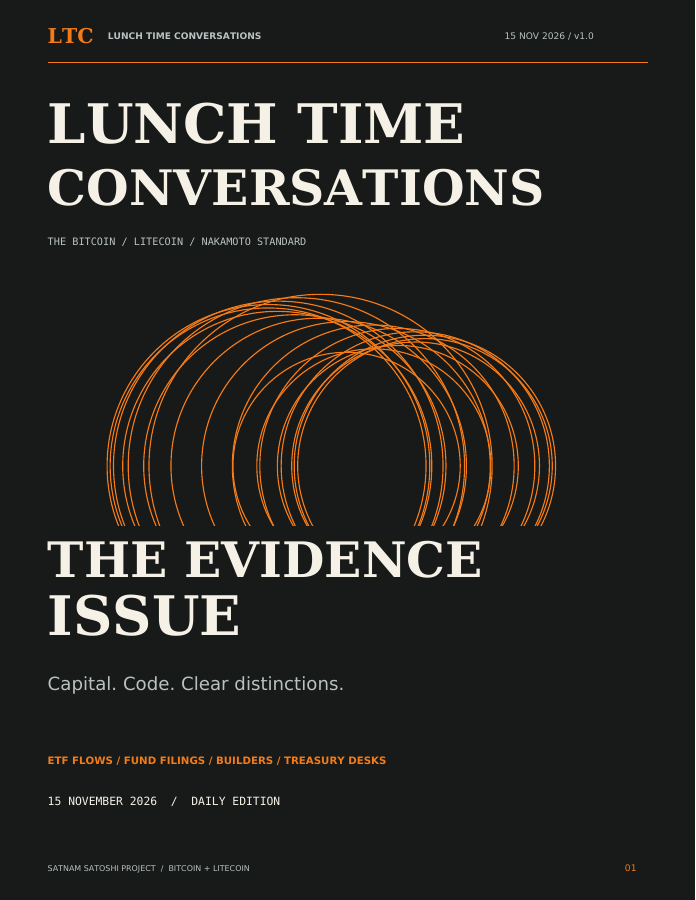 LTC LUNCH TIME CONVERSATIONS 15 NOV 2026 / v1.0
LUNCH TIME
CONVERSATIONS
THE BITCOIN / LITECOIN / NAKAMOTO STANDARD
THE EVIDENCE
ISSUE
Capital. Code. Clear distinctions.
ETF FLOWS / FUND FILINGS / BUILDERS / TREASURY DESKS
15 NOVEMBER 2026 / DAILY EDITION
SATNAM SATOSHI PROJECT / BITCOIN + LITECOIN 01